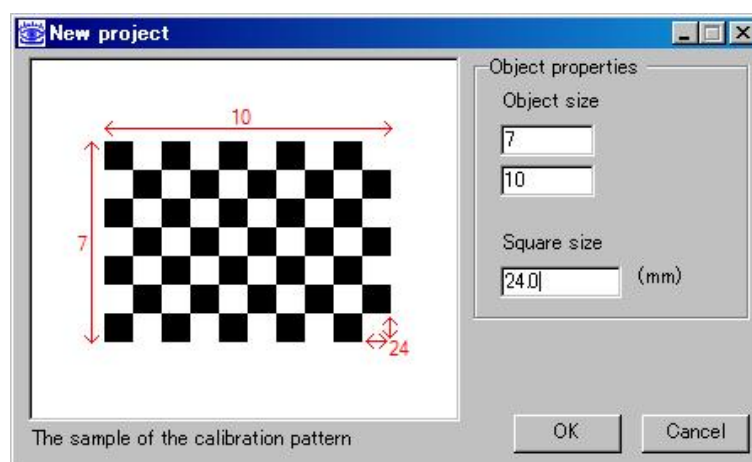 New project
10
7
24
The sample of the calibration pattern
Object properties
Object size
7
10
Square size
24.0 (mm)
OK
Cancel